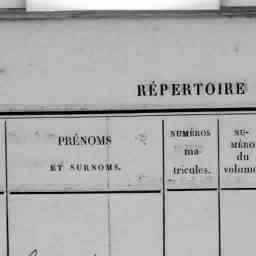 RÉPERTOIRE
PRÉNOMS
ET SURNOMS.
NUMÉROS
ma-
tricules.
NU-
MÉRO
du
volume